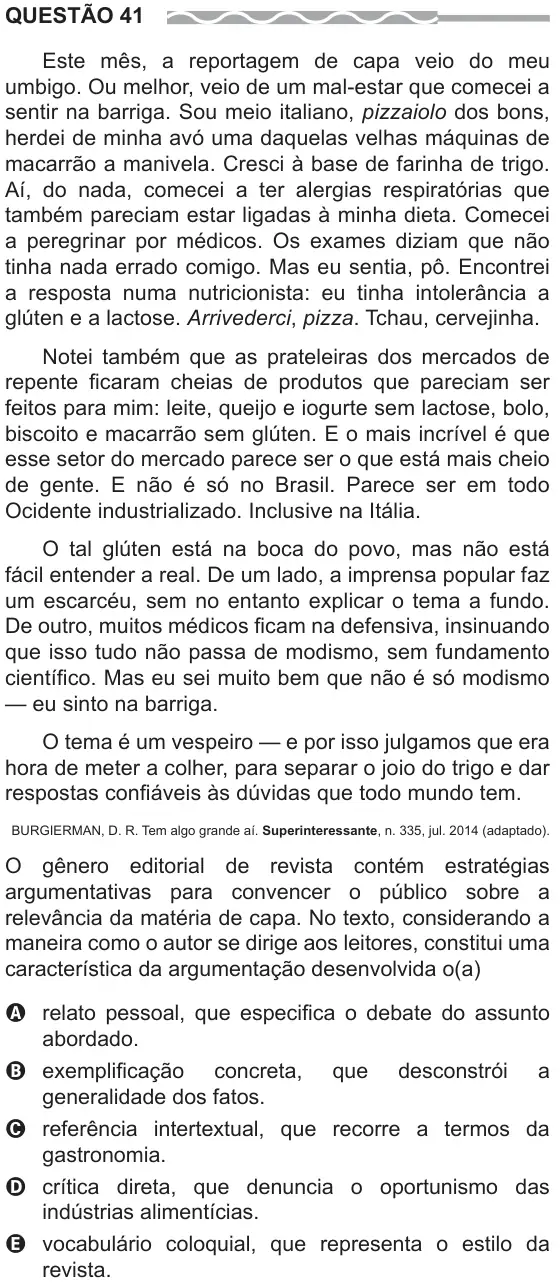 QUESTÃO 41
Este mês, a reportagem de capa veio do meu
umbigo. Ou melhor, veio de um mal-estar que comecei a
sentir na barriga. Sou meio italiano, pizzaiolo dos bons,
herdei de minha avó uma daquelas velhas máquinas de
macarrão a manivela. Cresci à base de farinha de trigo.
Aí, do nada, comecei a ter alergias respiratórias que
também pareciam estar ligadas à minha dieta. Comecei
a peregrinar por médicos. Os exames diziam que não
tinha nada errado comigo. Mas eu sentia, pô. Encontrei
a resposta numa nutricionista: eu tinha intolerância a
glúten e a lactose. Arrivederci, pizza. Tchau, cervejinha.
Notei também que as prateleiras dos mercados de
repente ficaram cheias de produtos que pareciam ser
feitos para mim: leite, queijo e iogurte sem lactose, bolo,
biscoito e macarrão sem glúten. E o mais incrível é que
esse setor do mercado parece ser o que está mais cheio
de gente. E não é só no Brasil. Parece ser em todo
Ocidente industrializado. Inclusive na Itália.
O tal glúten está na boca do povo, mas não está
fácil entender a real. De um lado, a imprensa popular faz
um escarcéu, sem no entanto explicar o tema a fundo.
De outro, muitos médicos ficam na defensiva, insinuando
que isso tudo não passa de modismo, sem fundamento
científico. Mas eu sei muito bem que não é só modismo
— eu sinto na barriga.
O tema é um vespeiro — e por isso julgamos que era
hora de meter a colher, para separar o joio do trigo e dar
respostas confiáveis às dúvidas que todo mundo tem.
BURGIERMAN, D. R. Tem algo grande aí. Superinteressante, n. 335, jul. 2014 (adaptado).
O gênero editorial de revista contém estratégias
argumentativas para convencer o público sobre a
relevância da matéria de capa. No texto, considerando a
maneira como o autor se dirige aos leitores, constitui uma
característica da argumentação desenvolvida o(a)
A relato pessoal, que especifica o debate do assunto
abordado.
B exemplificação concreta, que desconstrói a
generalidade dos fatos.
C referência intertextual, que recorre a termos da
gastronomia.
D crítica direta, que denuncia o oportunismo das
indústrias alimentícias.
E vocabulário coloquial, que representa o estilo da
revista.